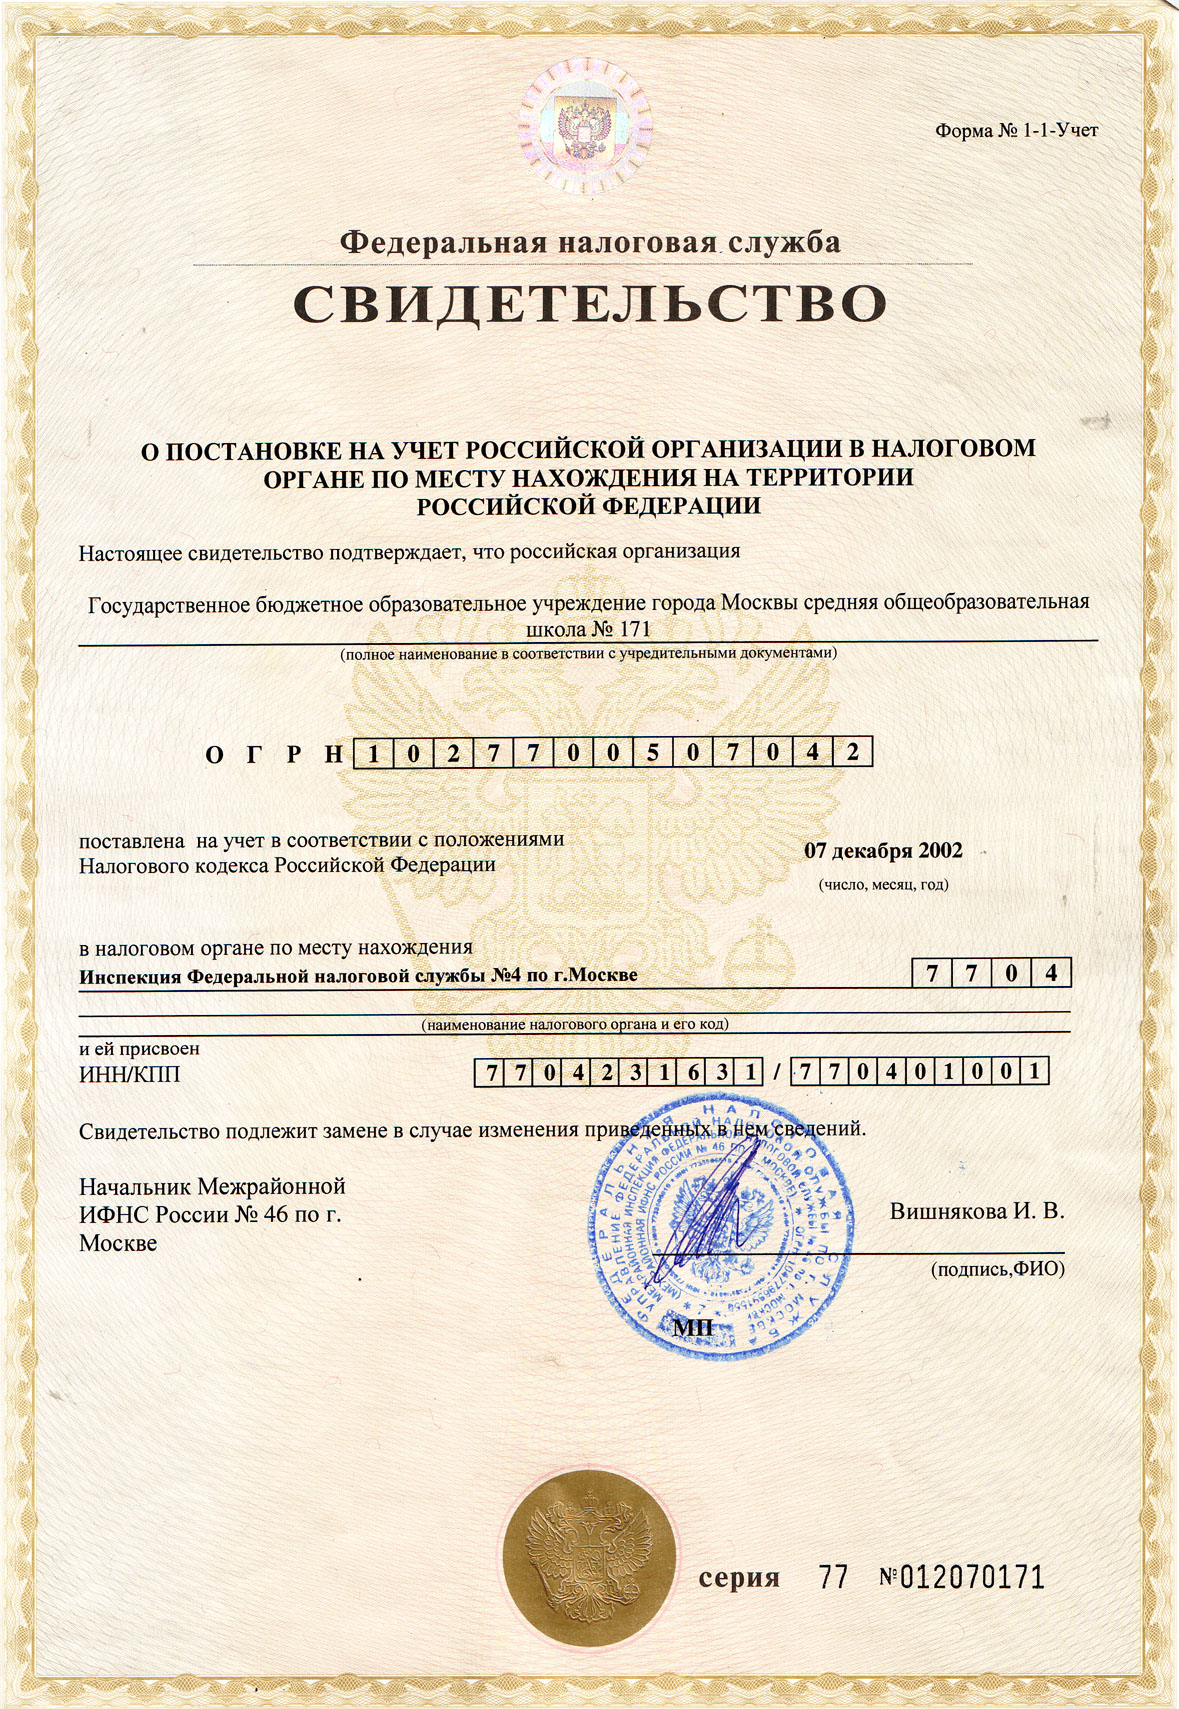 Форма № 1-1-Учет
Федеральная налоговая служба
СВИДЕТЕЛЬСТВО
О ПОСТАНОВКЕ НА УЧЕТ РОССИЙСКОЙ ОРГАНИЗАЦИИ В НАЛОГОВОМ
ОРГАНЕ ПО МЕСТУ НАХОЖДЕНИЯ НА ТЕРРИТОРИИ
РОССИЙСКОЙ ФЕДЕРАЦИИ
Настоящее свидетельство подтверждает, что российская организация
Государственное бюджетное образовательное учреждение города Москвы средняя общеобразовательная
школа № 171
(полное наименование в соответствии с учредительными документами)
О Г Р Н 1 0 2 7 7 0 0 5 0 7 0 4 2
поставлена на учет в соответствии с положениями
Налогового кодекса Российской Федерации
07 декабря 2002
(число, месяц, год)
в налоговом органе по месту нахождения
Инспекция Федеральной налоговой службы №4 по г.Москве 7 7 0 4
(наименование налогового органа и его код)
и ей присвоен
ИНН/КПП 7 7 0 4 2 3 1 6 3 1 / 7 7 0 4 0 1 0 0 1
Свидетельство подлежит замене в случае изменения приведенных в нем сведений.
Начальник Межрайонной
ИФНС России № 46 по г.
Москве
Вишнякова И. В.
(подпись,ФИО)
ФЕДЕРАЛЬНАЯ НАЛОГОВАЯ СЛУЖБА
МП
серия 77 №012070171